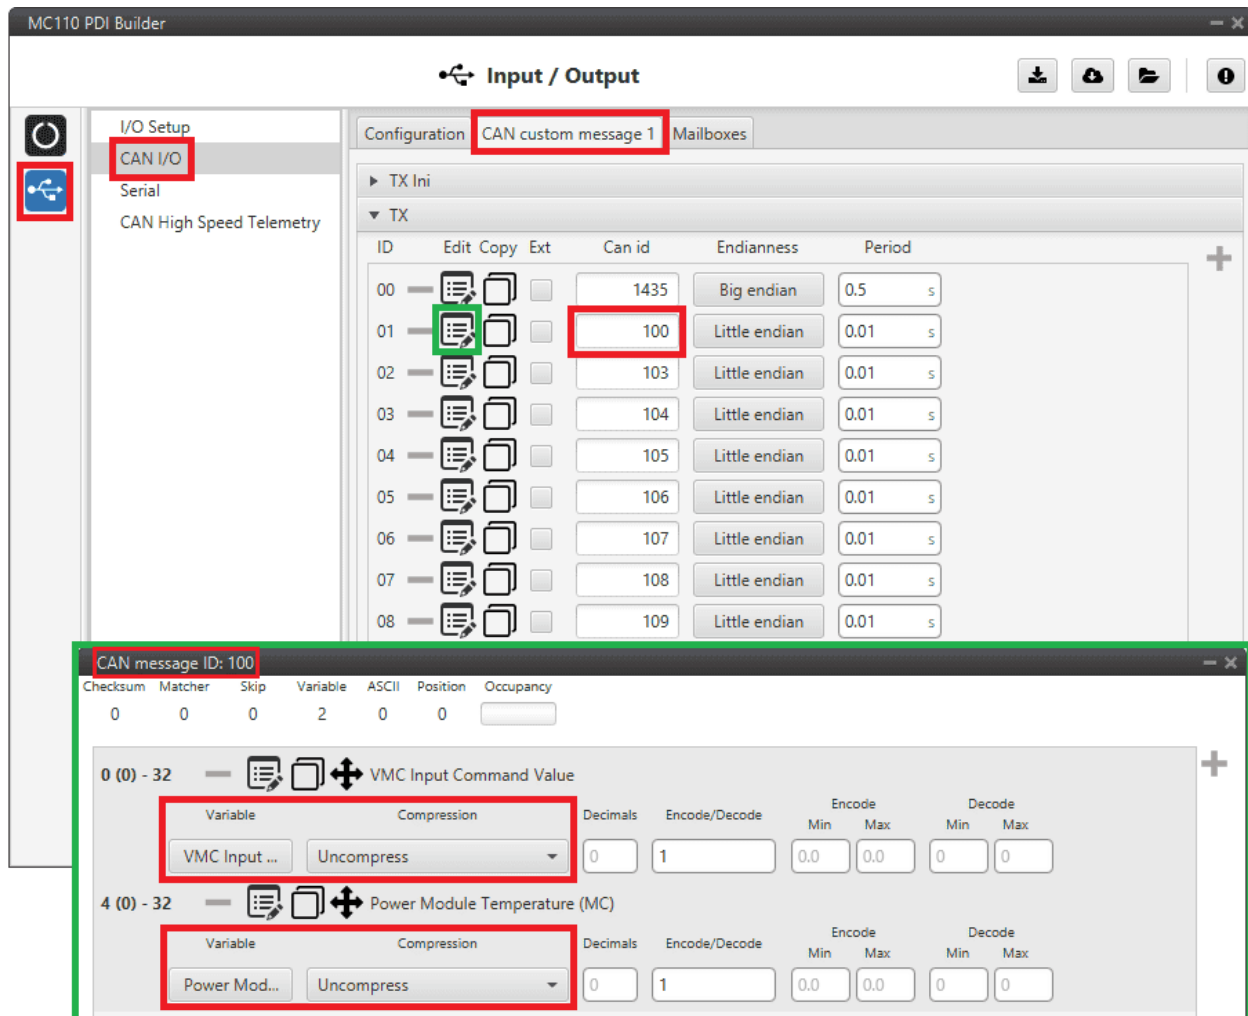 MC110 PDI Builder
Input / Output
I/O Setup
CAN I/O
Serial
CAN High Speed Telemetry
Configuration CAN custom message 1 Mailboxes
TX Ini
TX
ID Edit Copy Ext Can id Endianness Period
00 1435 Big endian 0.5 s
01 100 Little endian 0.01 s
02 103 Little endian 0.01 s
03 104 Little endian 0.01 s
04 105 Little endian 0.01 s
05 106 Little endian 0.01 s
06 107 Little endian 0.01 s
07 108 Little endian 0.01 s
08 109 Little endian 0.01 s
CAN message ID: 100
Checksum Matcher Skip Variable ASCII Position Occupancy
0 0 0 2 0 0
0 (0) - 32 VMC Input Command Value
Variable Compression Decimals Encode/Decode Encode Decode
Min Max Min Max
VMC Input ... Uncompress 0 1 0.0 0.0 0 0
4 (0) - 32 Power Module Temperature (MC)
Variable Compression Decimals Encode/Decode Encode Decode
Min Max Min Max
Power Mod... Uncompress 0 1 0.0 0.0 0 0